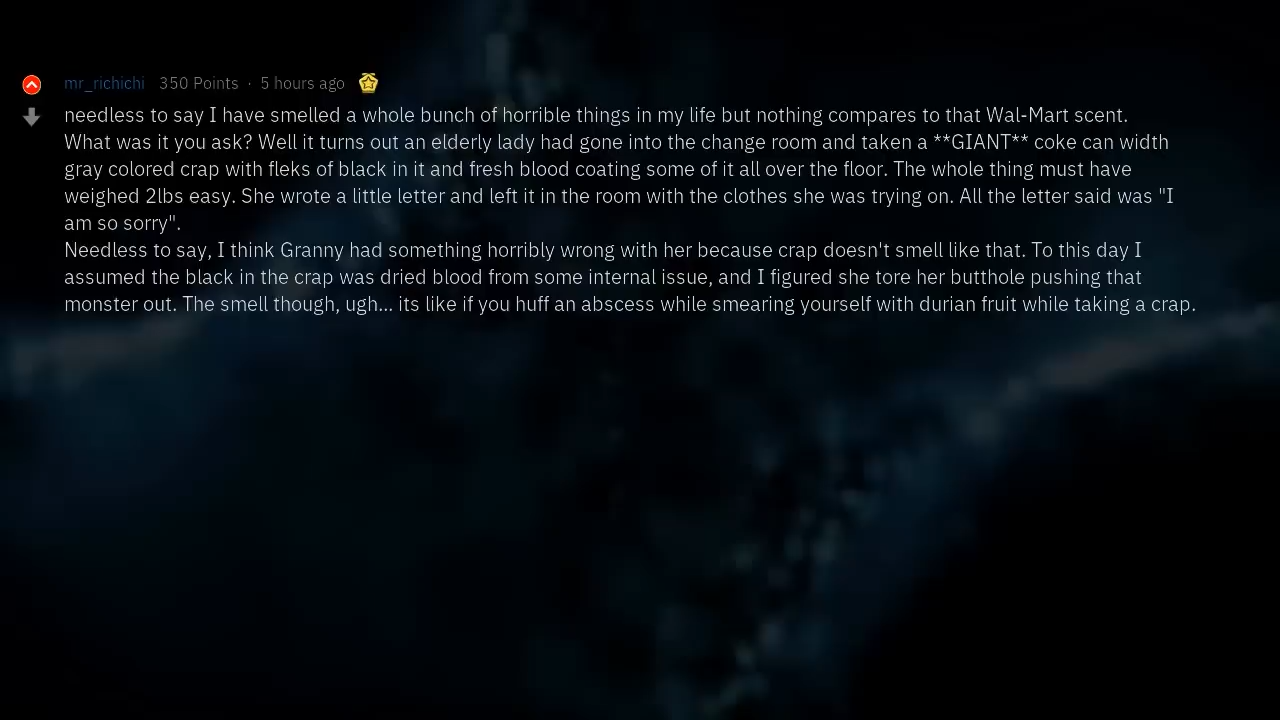 mr_richichi 350 Points · 5 hours ago
needless to say I have smelled a whole bunch of horrible things in my life but nothing compares to that Wal-Mart scent.
What was it you ask? Well it turns out an elderly lady had gone into the change room and taken a **GIANT** coke can width
gray colored crap with fleks of black in it and fresh blood coating some of it all over the floor. The whole thing must have
weighed 2lbs easy. She wrote a little letter and left it in the room with the clothes she was trying on. All the letter said was "I
am so sorry".
Needless to say, I think Granny had something horribly wrong with her because crap doesn't smell like that. To this day I
assumed the black in the crap was dried blood from some internal issue, and I figured she tore her butthole pushing that
monster out. The smell though, ugh... its like if you huff an abscess while smearing yourself with durian fruit while taking a crap.